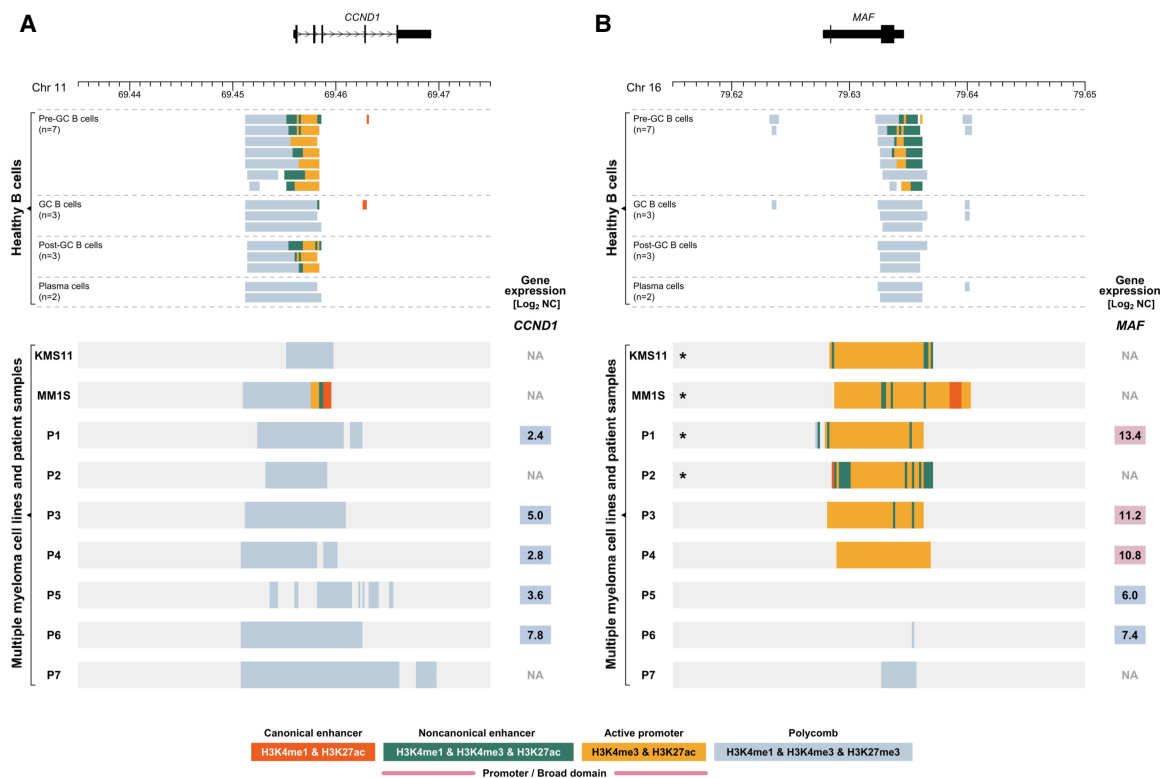 A
CCND1
Chr 11
69.44 69.45 69.46 69.47
Healthy B cells
Pre-GC B cells
(n=7)
GC B cells
(n=3)
Post-GC B cells
(n=3)
Plasma cells
(n=2)
Gene
expression
[Log2 NC]
CCND1
Multiple myeloma cell lines and patient samples
KMS11 NA
MM1S NA
P1 2.4
P2 NA
P3 5.0
P4 2.8
P5 3.6
P6 7.8
P7 NA
B
MAF
Chr 16
79.62 79.63 79.64 79.65
Healthy B cells
Pre-GC B cells
(n=7)
GC B cells
(n=3)
Post-GC B cells
(n=3)
Plasma cells
(n=2)
Gene
expression
[Log2 NC]
MAF
Multiple myeloma cell lines and patient samples
KMS11 * NA
MM1S * NA
P1 * 13.4
P2 * NA
P3 11.2
P4 10.8
P5 6.0
P6 7.4
P7 NA
Canonical enhancer Noncanonical enhancer Active promoter Polycomb
H3K4me1 & H3K27ac H3K4me1 & H3K4me3 & H3K27ac H3K4me3 & H3K27ac H3K4me1 & H3K4me3 & H3K27me3
Promoter / Broad domain